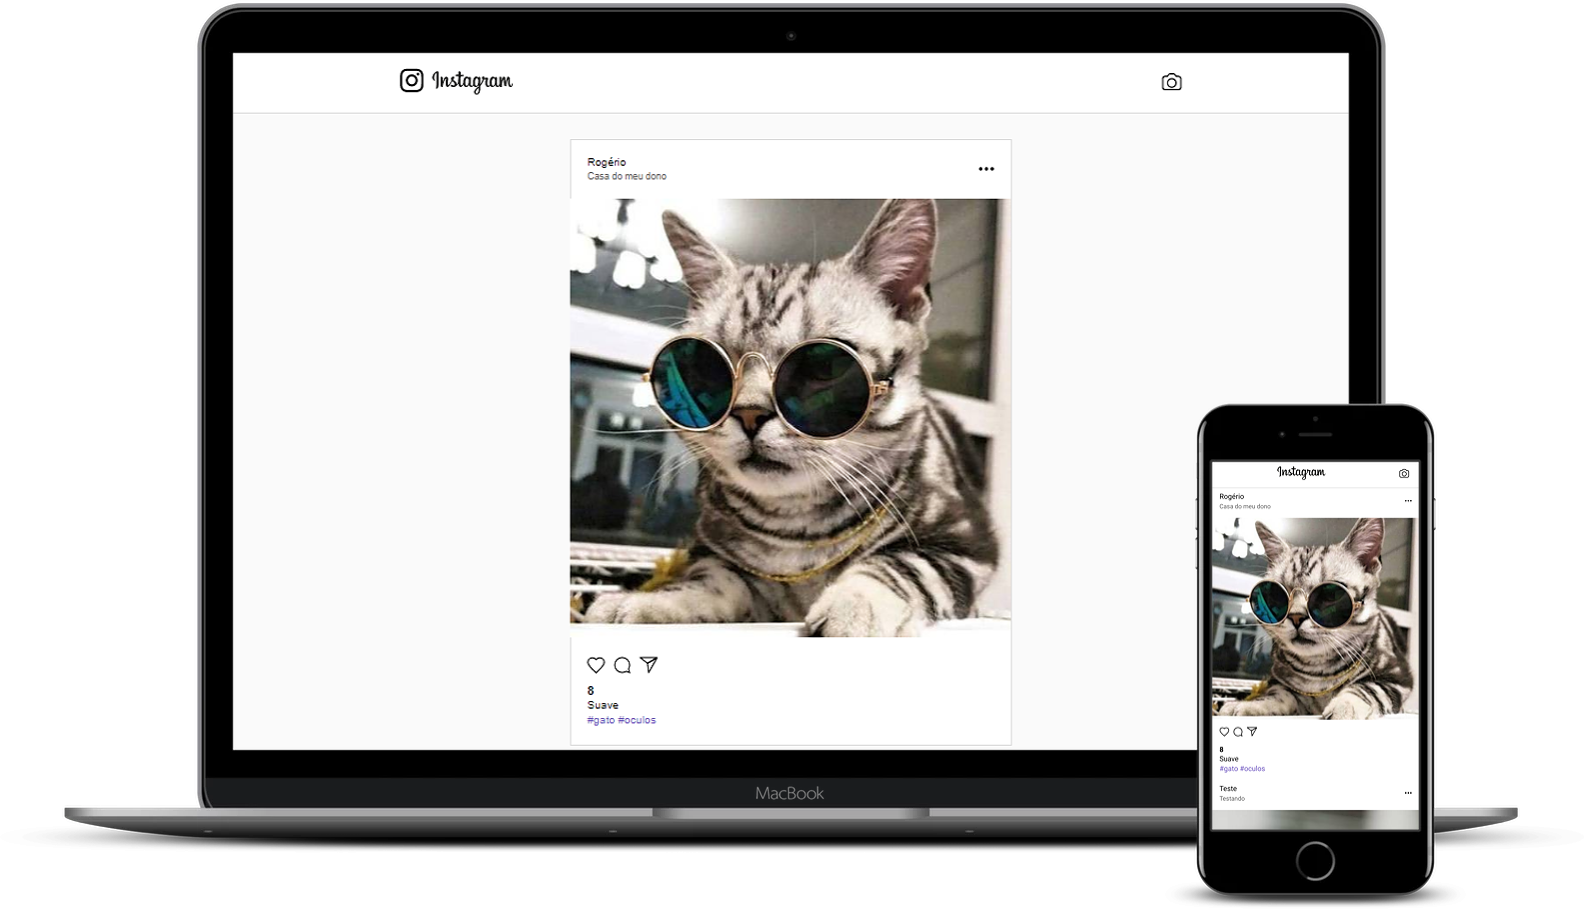 Instagram
Rogério
Casa do meu dono
8
Suave
#gato #oculos
MacBook
Instagram
Rogério
Casa do meu dono
8
Suave
#gato #oculos
Teste
Testando